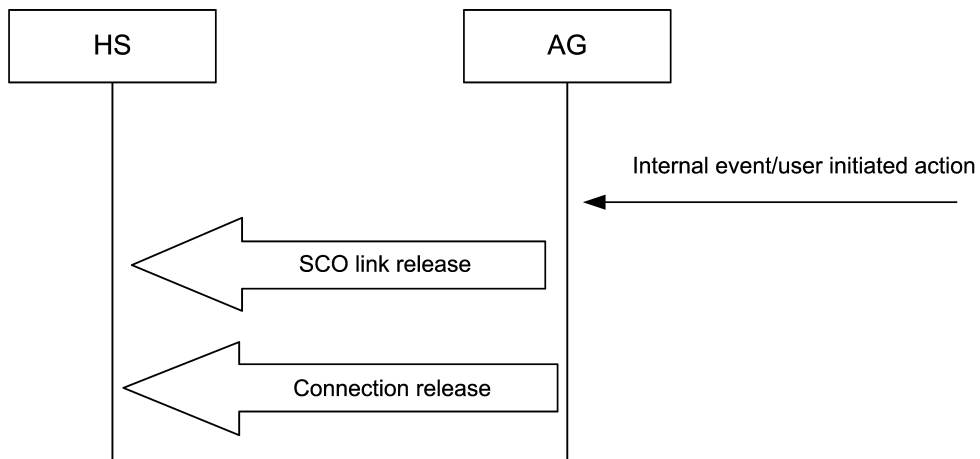 HS
AG
Internal event/user initiated action
SCO link release
Connection release